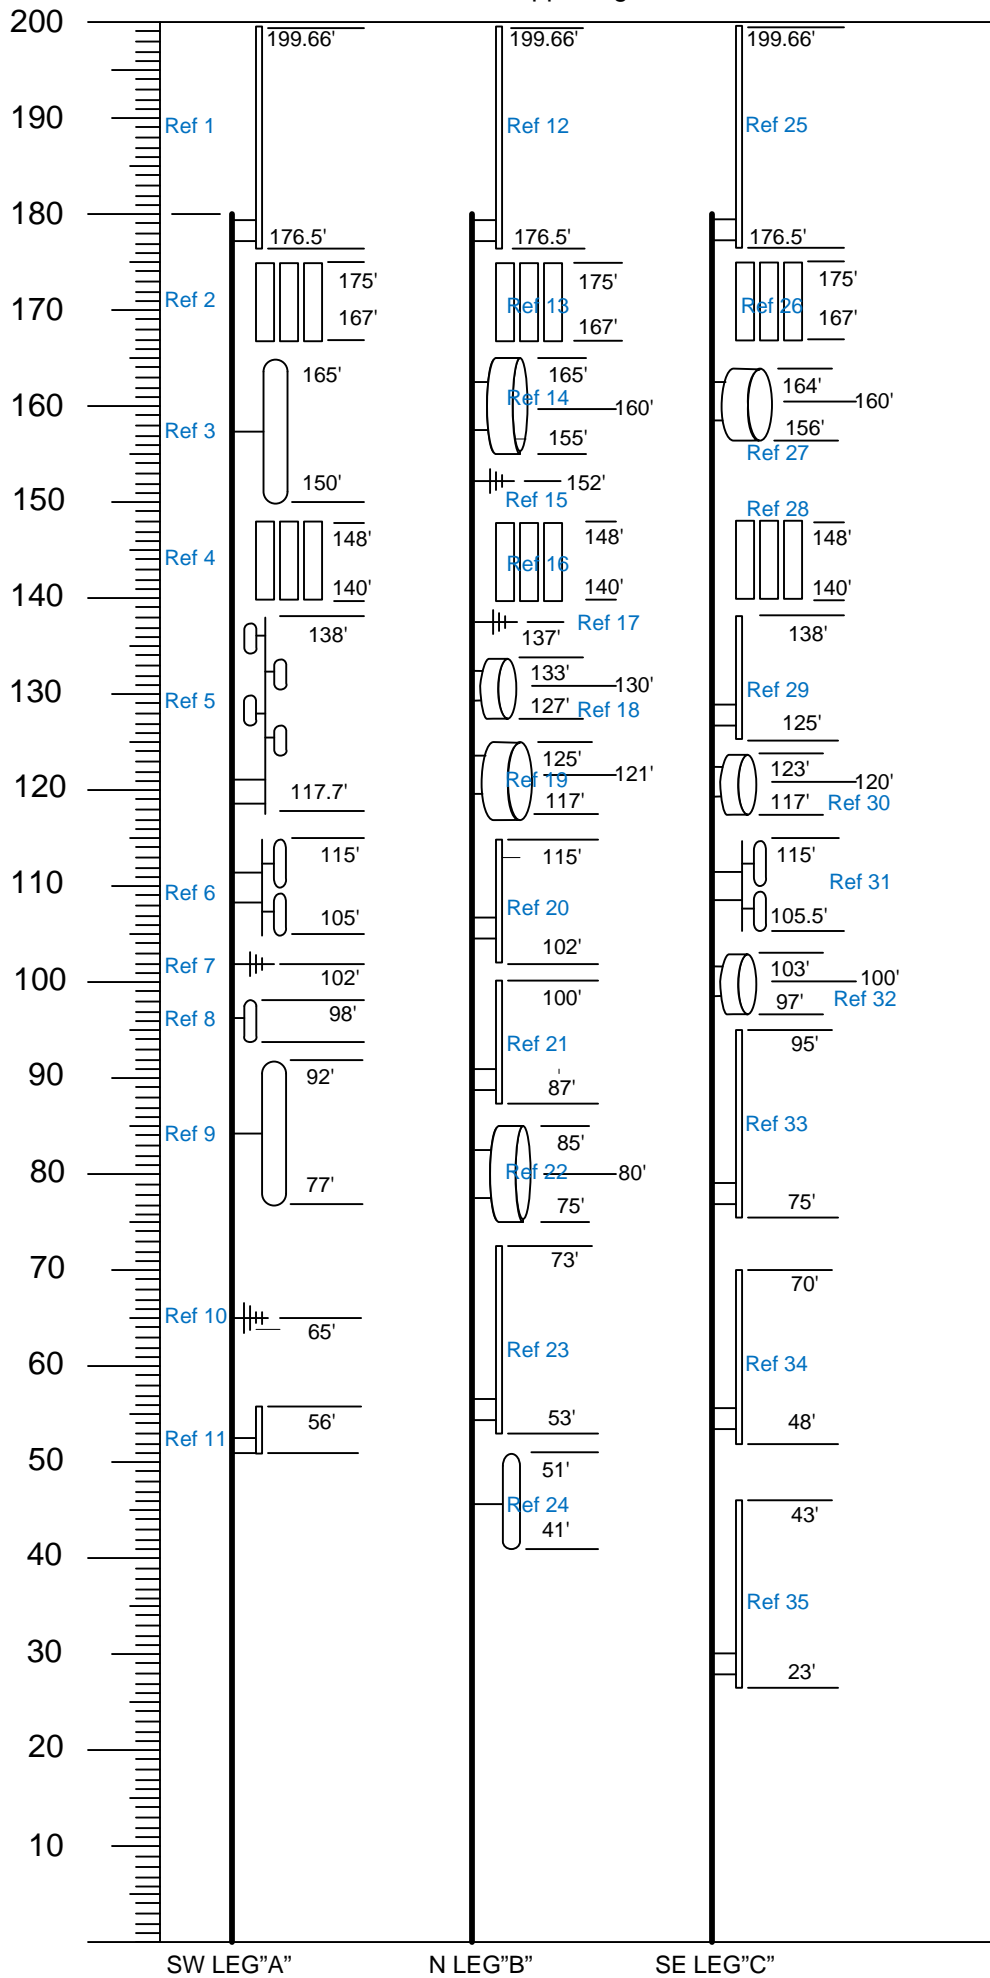 200
199.66'
199.66'
199.66'
190
Ref 1
Ref 12
Ref 25
180
176.5'
176.5'
176.5'
175'
175'
175'
Ref 2
Ref 13
Ref 26
170
167'
167'
167'
165'
165'
164'
160
Ref 14
160'
160'
Ref 3
155'
156'
Ref 27
150'
152'
150
Ref 15
Ref 28
148'
148'
148'
Ref 4
Ref 16
140
140'
140'
140'
138'
137'
Ref 17
138'
130
133'
130'
Ref 5
127'
Ref 18
Ref 29
125'
125'
120
Ref 19
121'
123'
120'
117.7'
117'
117'
Ref 30
115'
115'
115'
110
Ref 6
Ref 20
Ref 31
105'
105.5'
Ref 7
102'
102'
103'
100
100'
100'
Ref 8
98'
97'
Ref 32
Ref 21
95'
90
92'
87'
Ref 9
85'
Ref 33
80
Ref 22
80'
77'
75'
75'
70
73'
70'
Ref 10
65'
60
Ref 23
Ref 34
56'
53'
48'
Ref 11
50
51'
Ref 24
43'
41'
40
Ref 35
30
23'
20
10
SW LEG"A"
N LEG"B"
SE LEG"C"